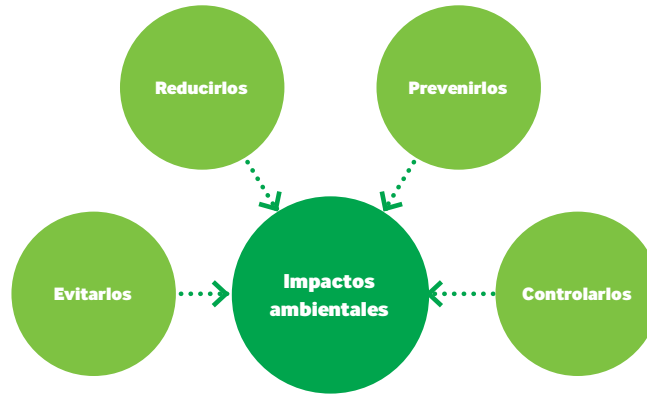 Reducirlos
Prevenirlos
Evitarlos
Impactos
ambientales
Controlarlos